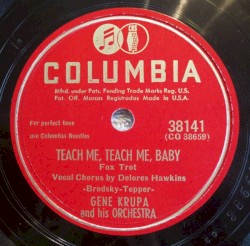 COLUMBIA
Mfrd. under Pats. Pending Trade Marks Reg. U.S.
Pat. Off. Marcas Registradas Made in U.S.A.
For perfect tone
use Columbia Needles
38141
(CO 38659)
TEACH ME, TEACH ME, BABY
Fox Trot
Vocal Chorus by Delores Hawkins
-Brodsky-Tepper-
GENE KRUPA
and his ORCHESTRA